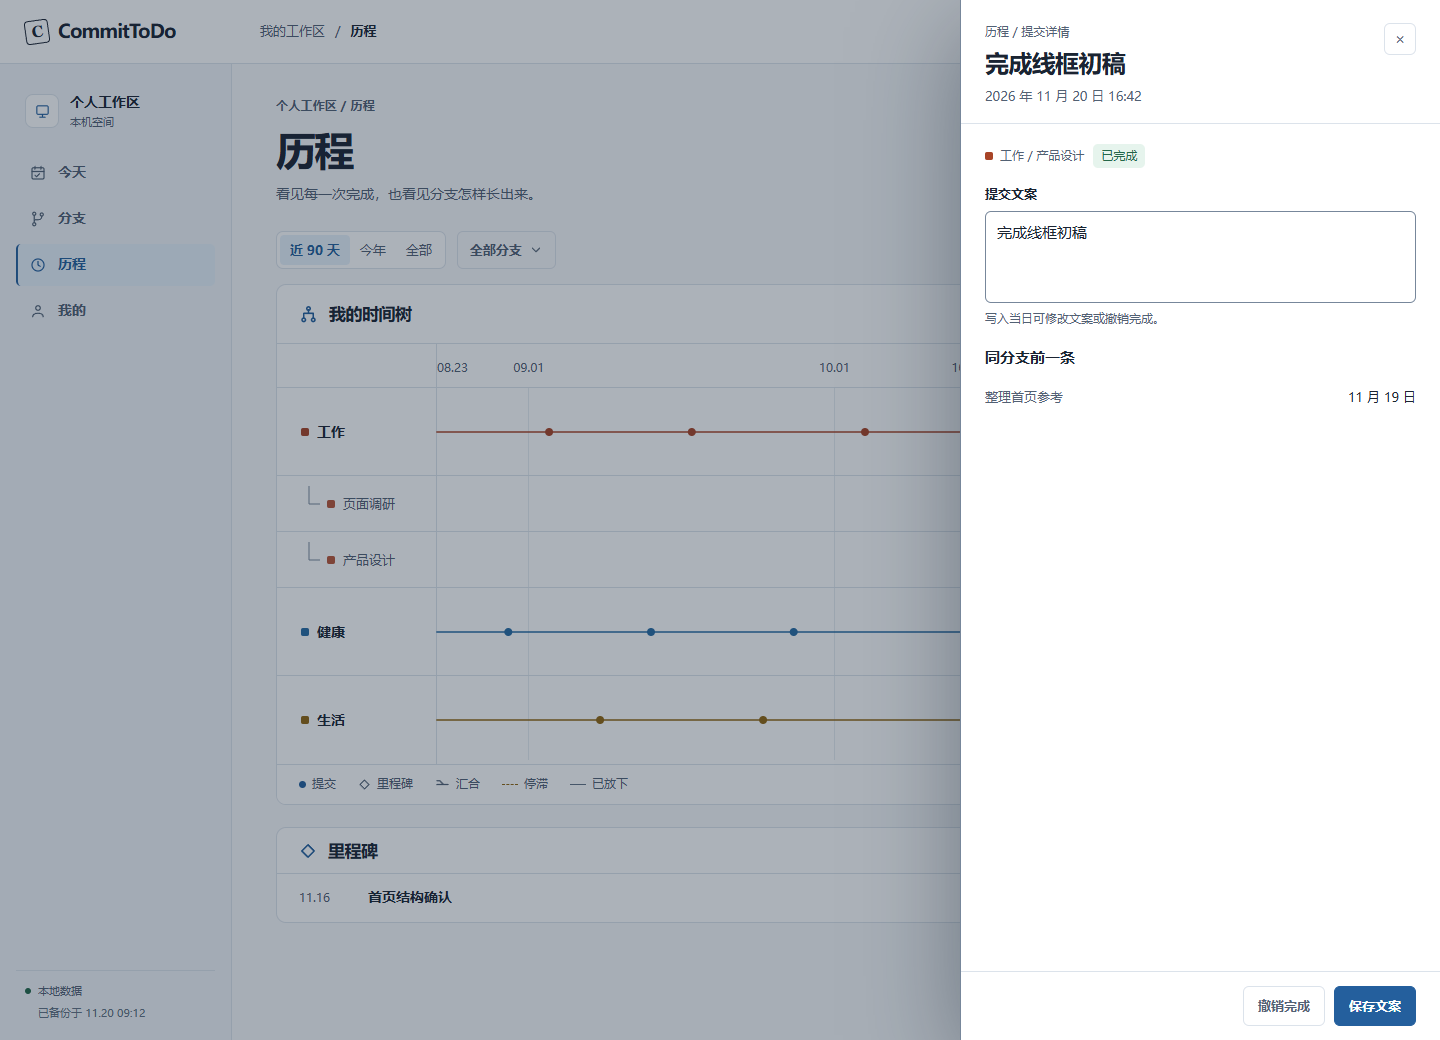 C CommitToDo
我的工作区 / 历程
个人工作区
本机空间
今天
分支
历程
我的
本地数据
已备份于 11.20 09:12
个人工作区 / 历程
历程
看见每一次完成，也看见分支怎样长出来。
近 90 天 今年 全部 全部分支
我的时间树
08.23 09.01 10.01
工作
页面调研
产品设计
健康
生活
提交 里程碑 汇合 停滞 已放下
里程碑
11.16 首页结构确认
历程 / 提交详情
×
完成线框初稿
2026 年 11 月 20 日 16:42
工作 / 产品设计 已完成
提交文案
完成线框初稿
写入当日可修改文案或撤销完成。
同分支前一条
整理首页参考 11 月 19 日
撤销完成 保存文案